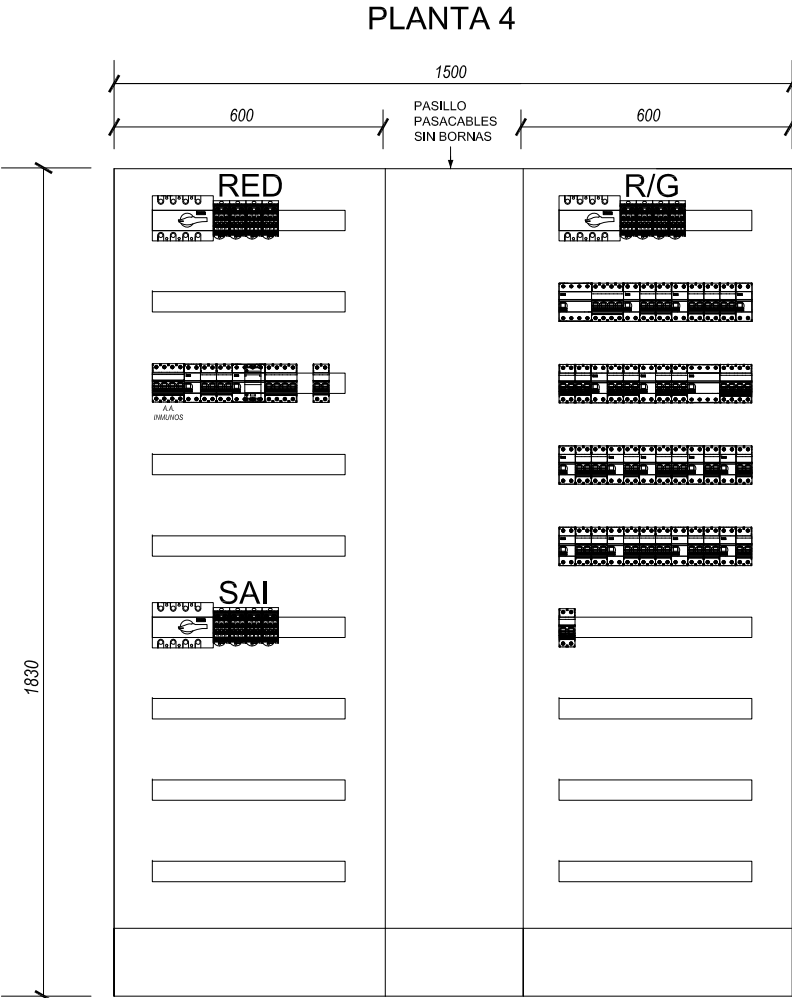 PLANTA 4
1500
600
PASILLO
PASACABLES
SIN BORNAS
600
RED
R/G
A.A.
INMUNOS
SAI
1830